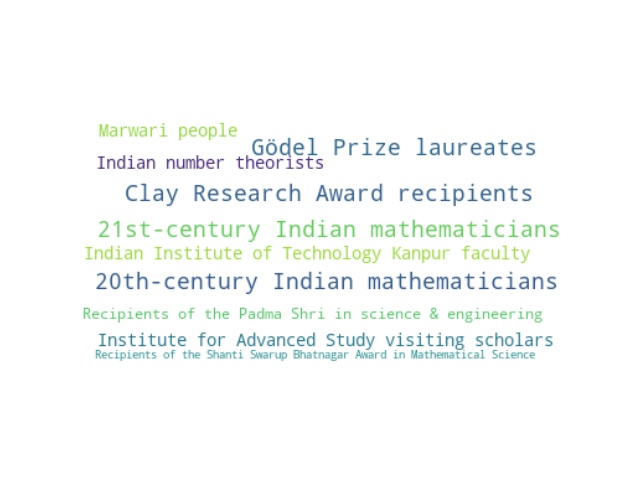 Marwari people
Gödel Prize laureates
Indian number theorists
Clay Research Award recipients
21st-century Indian mathematicians
Indian Institute of Technology Kanpur faculty
20th-century Indian mathematicians
Recipients of the Padma Shri in science & engineering
Institute for Advanced Study visiting scholars
Recipients of the Shanti Swarup Bhatnagar Award in Mathematical Science